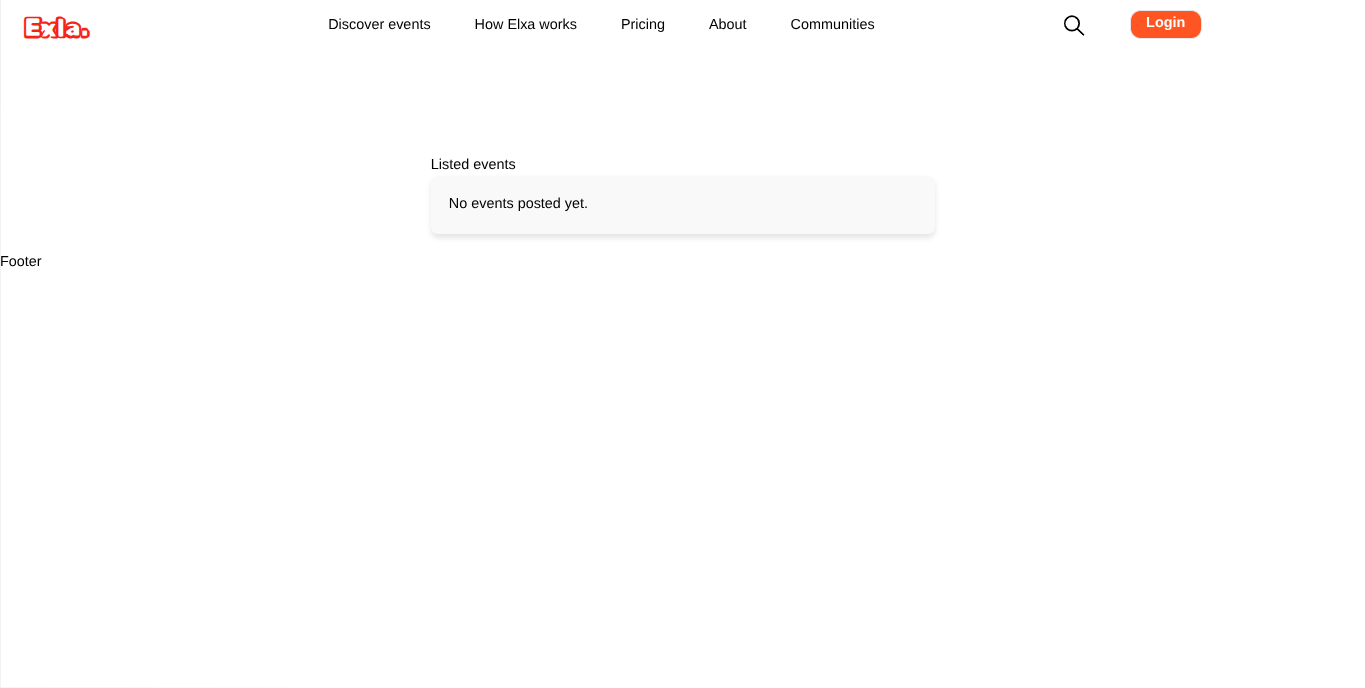 Exla.
Discover events
How Elxa works
Pricing
About
Communities
Login
Listed events
No events posted yet.
Footer